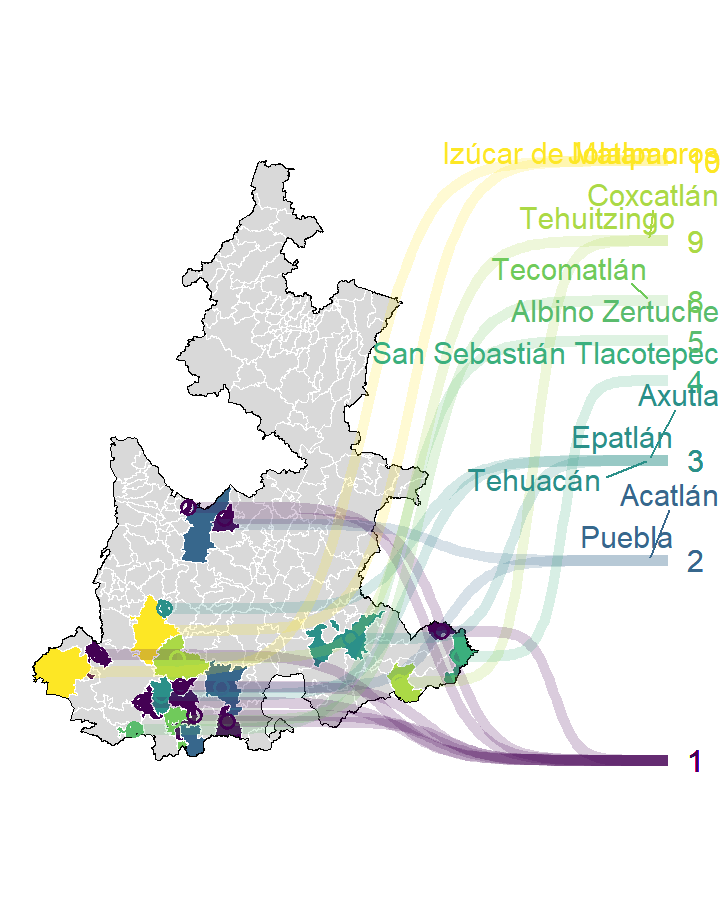 Izúcar de Matamoros
Jolalpan
10
Coxcatlán
Tehuitzingo
9
Tecomatlán
8
Albino Zertuche
5
San Sebastián Tlacotepec
4
Axutla
Epatlán
3
Tehuacán
Acatlán
Puebla
2
1